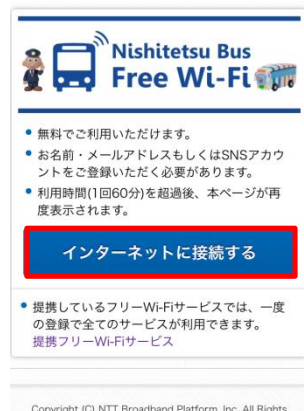 Nishitetsu Bus
Free Wi-Fi
無料でご利用いただけます。
お名前・メールアドレスもしくはSNSアカウ
ントをご登録いただく必要があります。
利用時間(1回60分)を超過後、本ページが再
度表示されます。
インターネットに接続する
提携しているフリーWi-Fiサービスでは、一度
の登録で全てのサービスが利用できます。
提携フリーWi-Fiサービス
Copyright (C) NTT Broadband Platform, Inc. All Rights